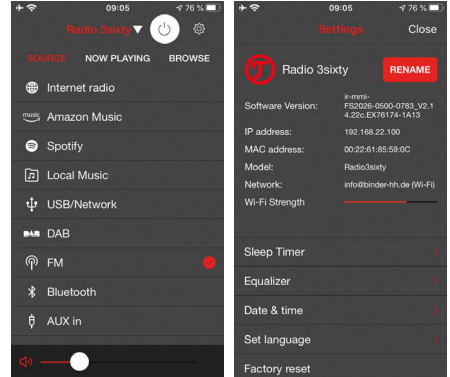 09:05
76 %
Radio 3sixty▼
SOURCE NOW PLAYING BROWSE
Internet radio
music Amazon Music
Spotify
Local Music
USB/Network
DAB DAB
FM
Bluetooth
AUX in
09:05
76 %
Settings Close
Radio 3sixty RENAME
Software Version: ir-mmi-
FS2026-0500-0783_V2.1
4.22c.EX76174-1A13
IP address: 192.168.22.100
MAC address: 00:22:61:85:59:0C
Model: Radio3sixty
Network: info@binder-hh.de (Wi-Fi)
Wi-Fi Strength
Sleep Timer
Equalizer
Date & time
Set language
Factory reset